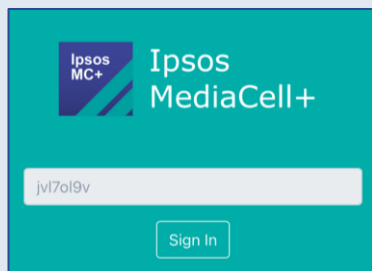 Ipsos
MC+
Ipsos
MediaCell+
jvl7ol9v
Sign In